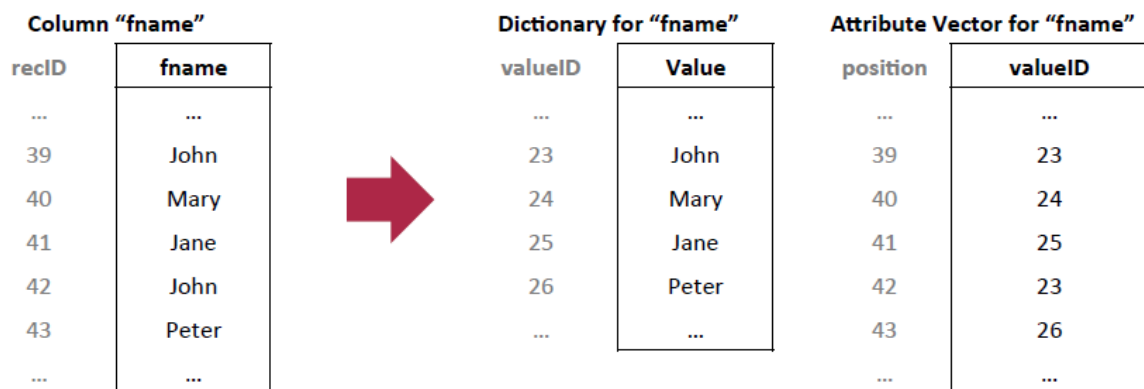 Column “fname” Dictionary for “fname” Attribute Vector for “fname”
recID fname valueID Value position valueID
... ... ... ... ... ...
39 John 23 John 39 23
40 Mary 24 Mary 40 24
41 Jane 25 Jane 41 25
42 John 26 Peter 42 23
43 Peter ... ... 43 26
... ... ... ...